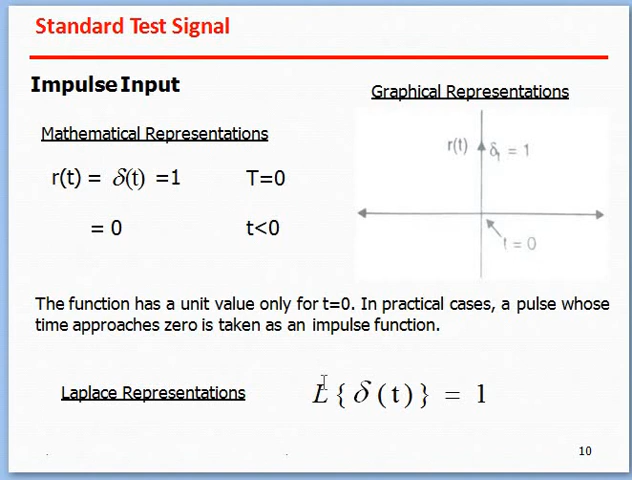 Standard Test Signal
Impulse Input
Graphical Representations
Mathematical Representations
r(t) = δ(t) =1 T=0
= 0 t<0
r(t) δ₁ = 1
t = 0
The function has a unit value only for t=0. In practical cases, a pulse whose
time approaches zero is taken as an impulse function.
Laplace Representations L{δ(t)} = 1
10